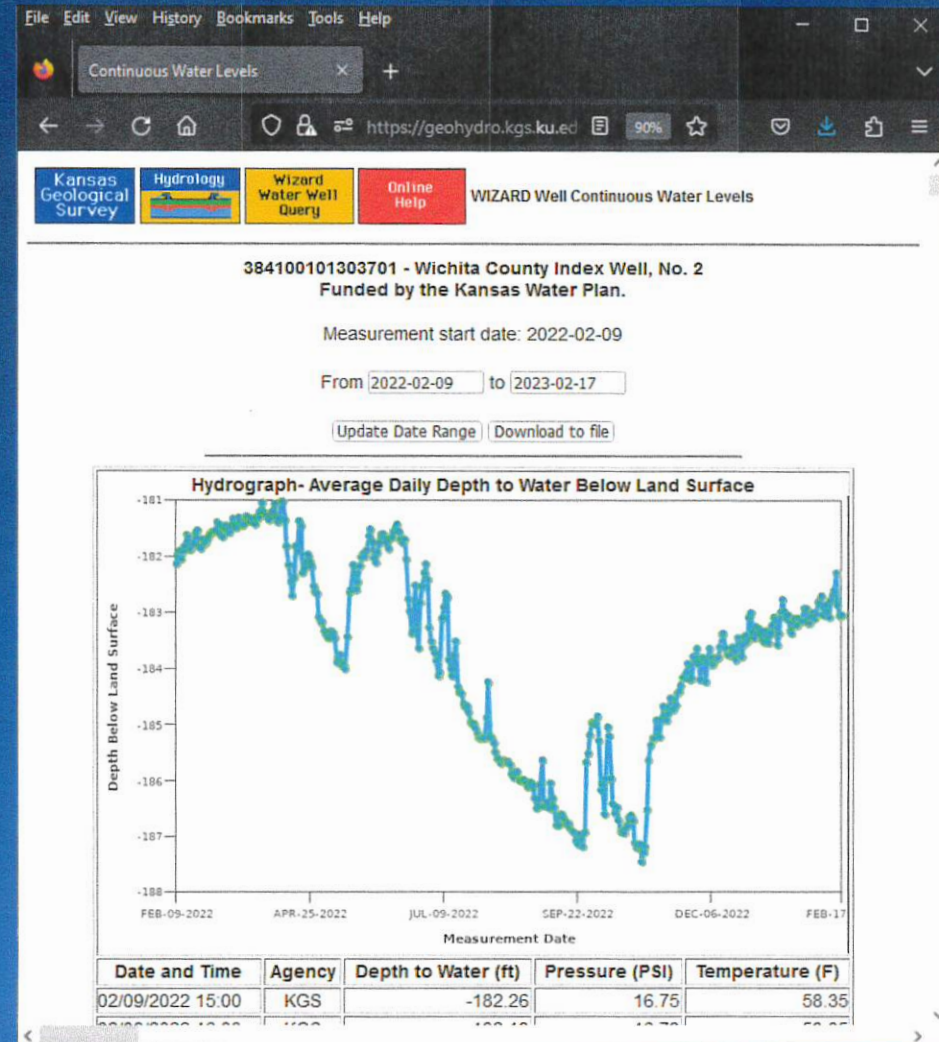 File Edit View History Bookmarks Tools Help
Continuous Water Levels
https://geohydro.kgs.ku.ed 90%
Kansas Geological Survey
Hydrology
Wizard Water Well Query
Online Help
WIZARD Well Continuous Water Levels
384100101303701 - Wichita County Index Well, No. 2
Funded by the Kansas Water Plan.
Measurement start date: 2022-02-09
From 2022-02-09 to 2023-02-17
Update Date Range Download to file
Hydrograph- Average Daily Depth to Water Below Land Surface
-181
-182
-183
-184
-185
-186
-187
-188
Depth Below Land Surface
FEB-09-2022 APR-25-2022 JUL-09-2022 SEP-22-2022 DEC-06-2022 FEB-17
Measurement Date
Date and Time Agency Depth to Water (ft) Pressure (PSI) Temperature (F)
02/09/2022 15:00 KGS -182.26 16.75 58.35